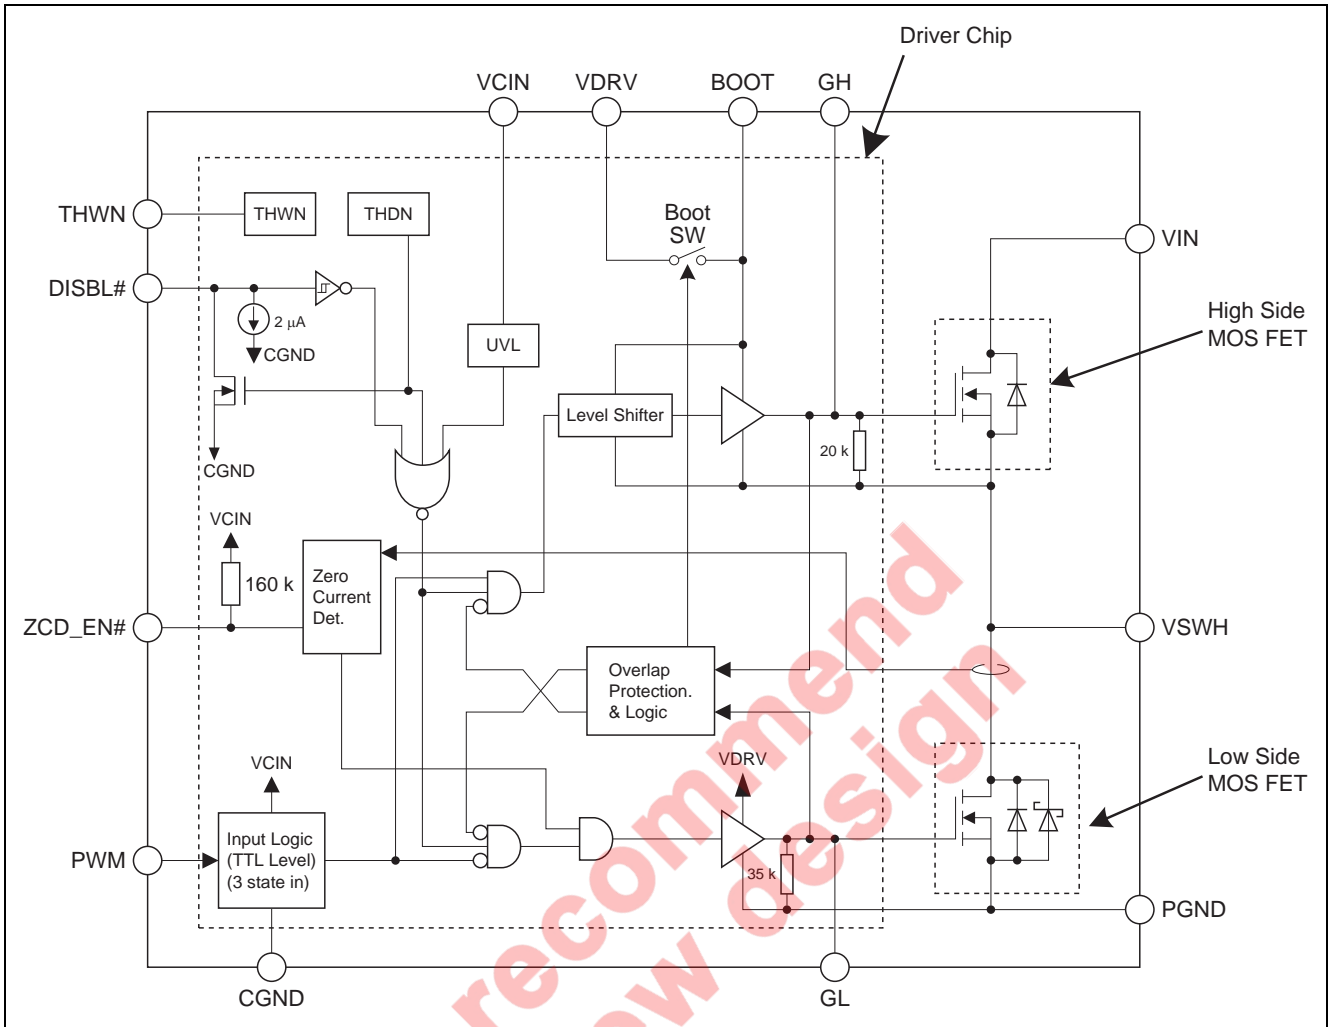 Driver Chip
VCIN
VDRV
BOOT
GH
THWN
THWN
THDN
Boot
SW
VIN
DISBL#
2 µA
CGND
UVL
High Side
MOS FET
Level Shifter
20 k
CGND
VCIN
160 k
Zero
Current
Det.
ZCD_EN#
VSWH
Overlap
Protection.
& Logic
VCIN
VDRV
Low Side
MOS FET
Input Logic
(TTL Level)
(3 state in)
PWM
35 k
PGND
CGND
GL
recommend
design